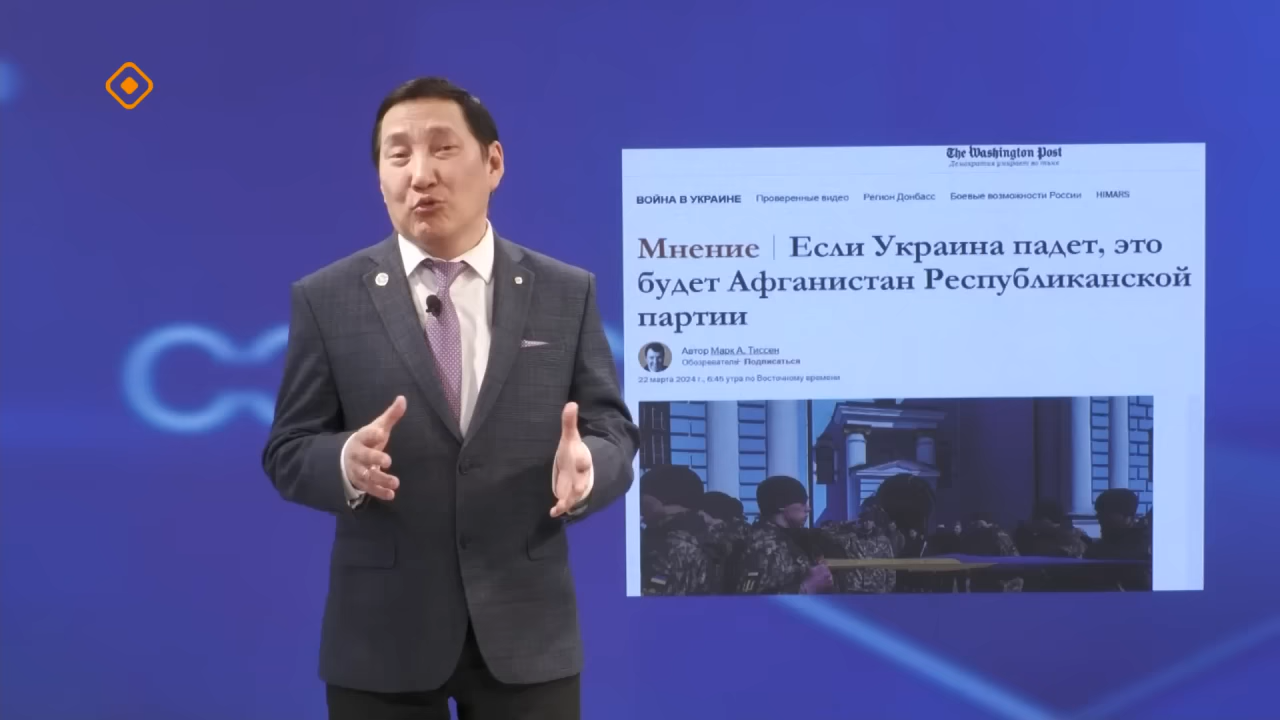 The Washington Post
ВОЙНА В УКРАИНЕ Проверенные видео Регион Донбасс Боевые возможности России HIMARS
Мнение | Если Украина падет, это
будет Афганистан Республиканской
партии
Автор Марк А. Тиссен
Обозреватель Подписаться
22 марта 2024 г., 6:45 утра по Восточному времени